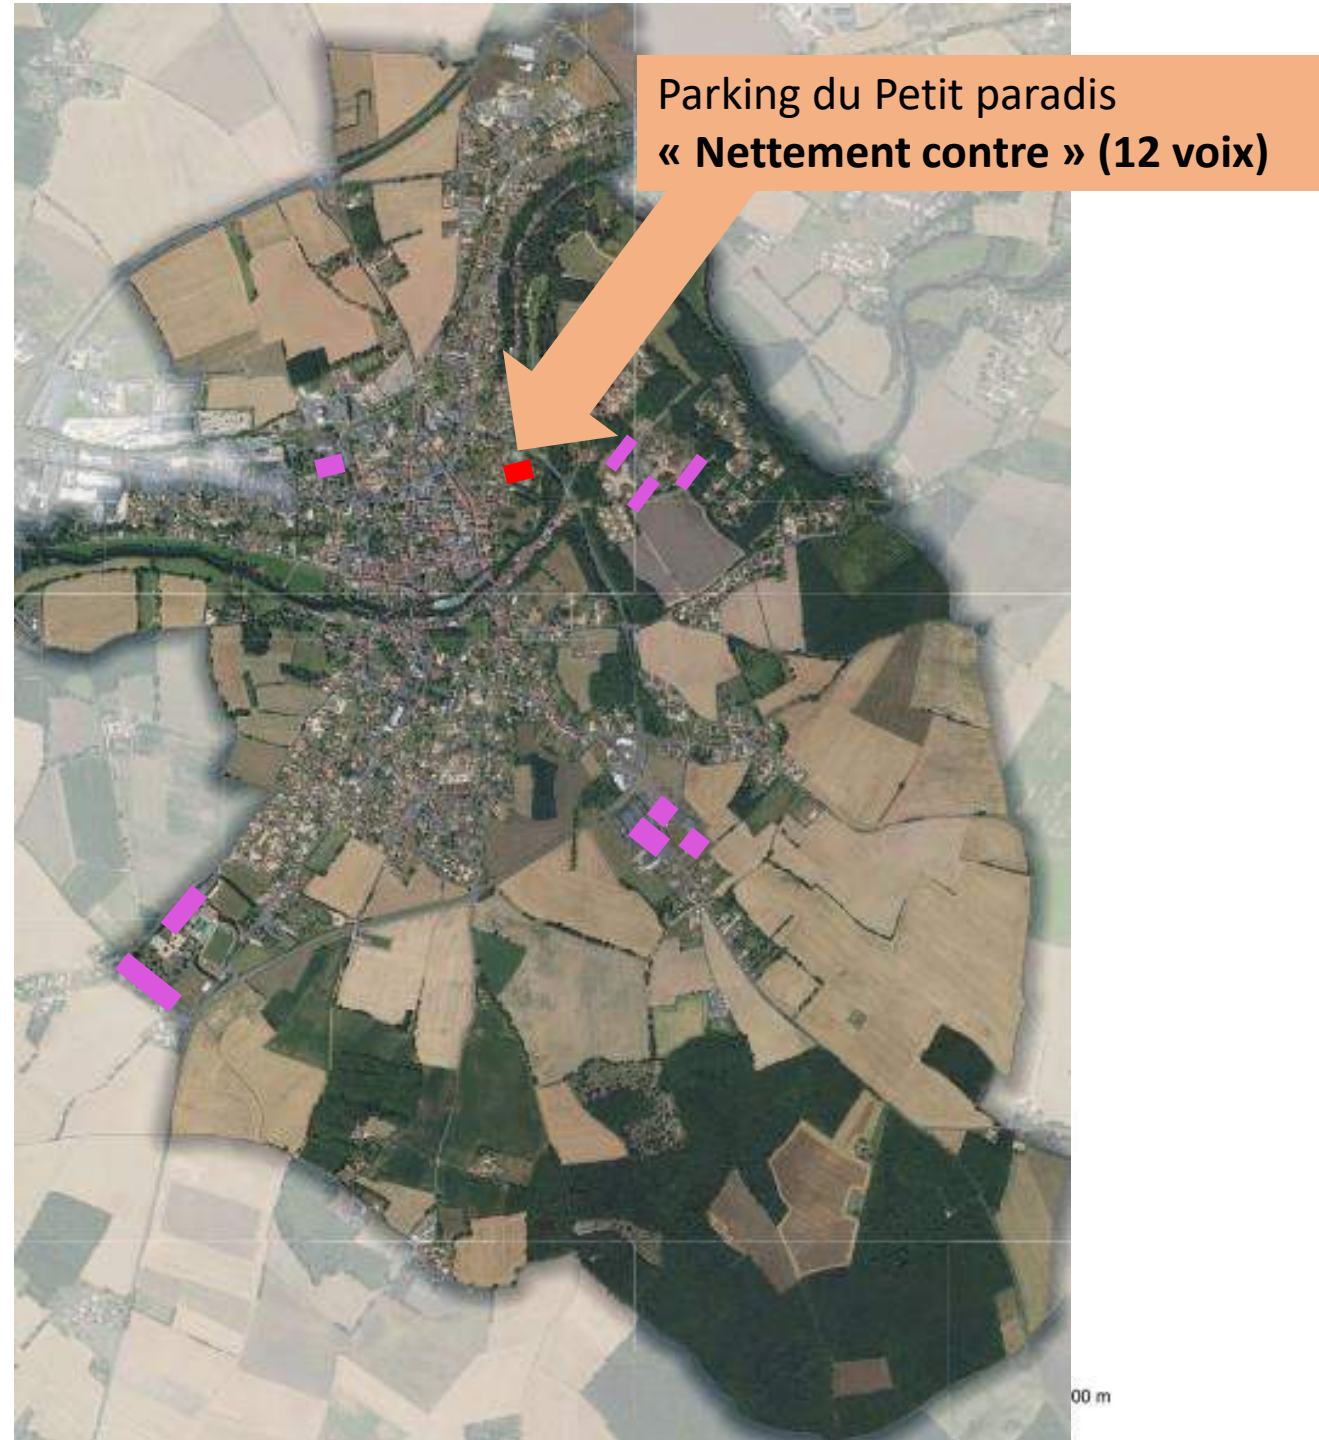 Parking du Petit paradis
« Nettement contre » (12 voix)
00 m